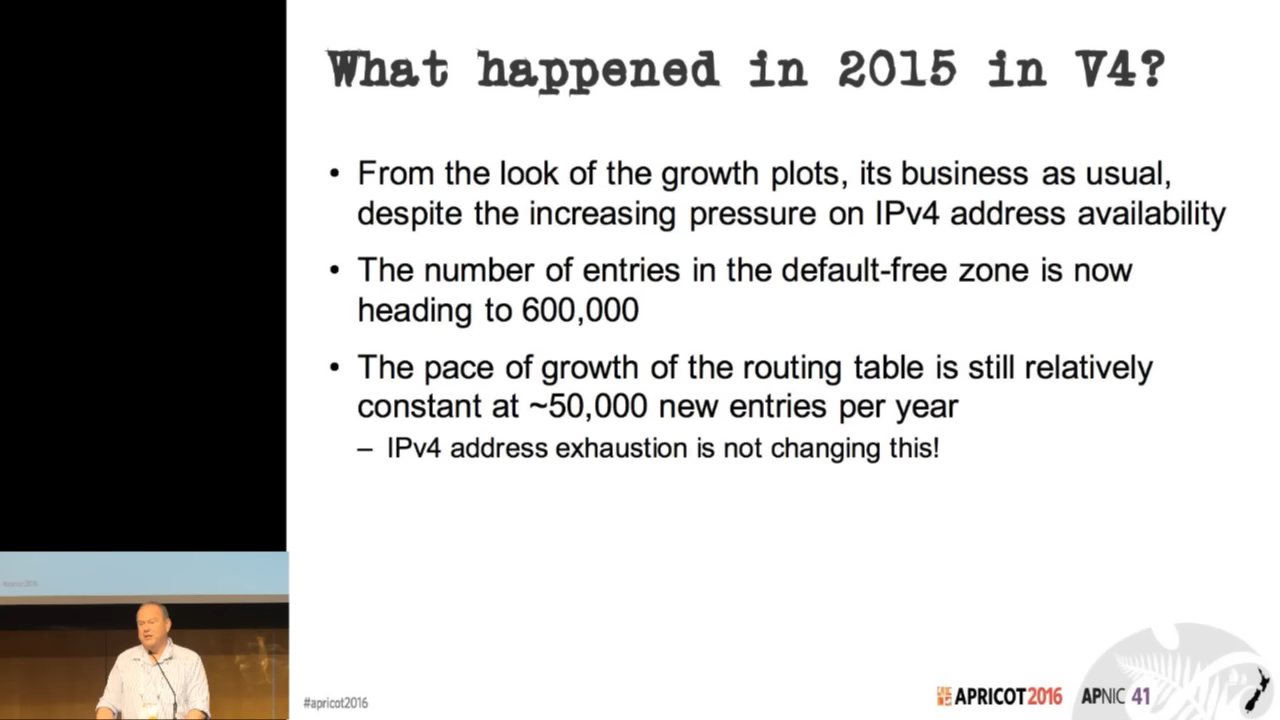 What happened in 2015 in V4?
• From the look of the growth plots, its business as usual,
despite the increasing pressure on IPv4 address availability
• The number of entries in the default-free zone is now
heading to 600,000
• The pace of growth of the routing table is still relatively
constant at ~50,000 new entries per year
– IPv4 address exhaustion is not changing this!
#apricot2016
APRICOT 2016 APNIC 41